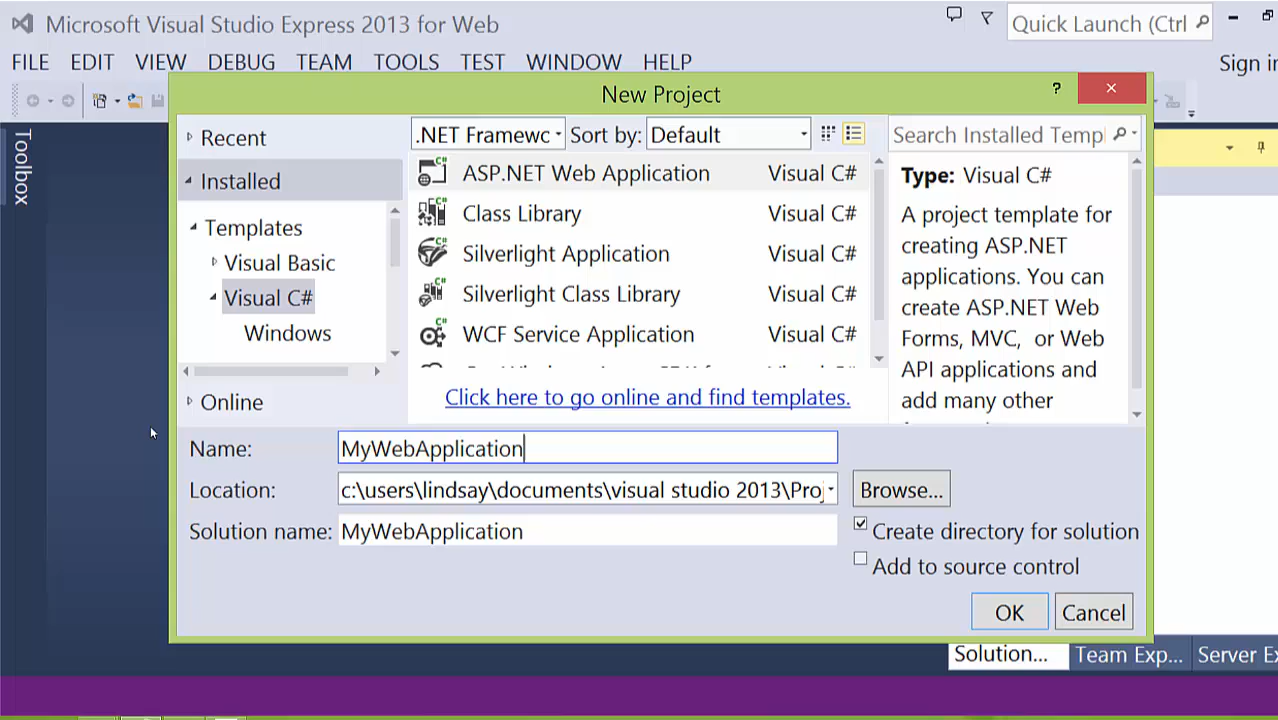 Microsoft Visual Studio Express 2013 for Web
Quick Launch (Ctrl
FILE EDIT VIEW DEBUG TEAM TOOLS TEST WINDOW HELP
Sign in
New Project
?
Toolbox
Recent
Installed
Templates
Visual Basic
Visual C#
Windows
Online
.NET Framewc
Sort by: Default
ASP.NET Web Application Visual C#
Class Library Visual C#
Silverlight Application Visual C#
Silverlight Class Library Visual C#
WCF Service Application Visual C#
Click here to go online and find templates.
Search Installed Templ
Type: Visual C#
A project template for
creating ASP.NET
applications. You can
create ASP.NET Web
Forms, MVC, or Web
API applications and
add many other
Name: MyWebApplication
Location: c:\users\lindsay\documents\visual studio 2013\Proj
Browse...
Solution name: MyWebApplication
Create directory for solution
Add to source control
OK Cancel
Solution... Team Exp... Server Ex